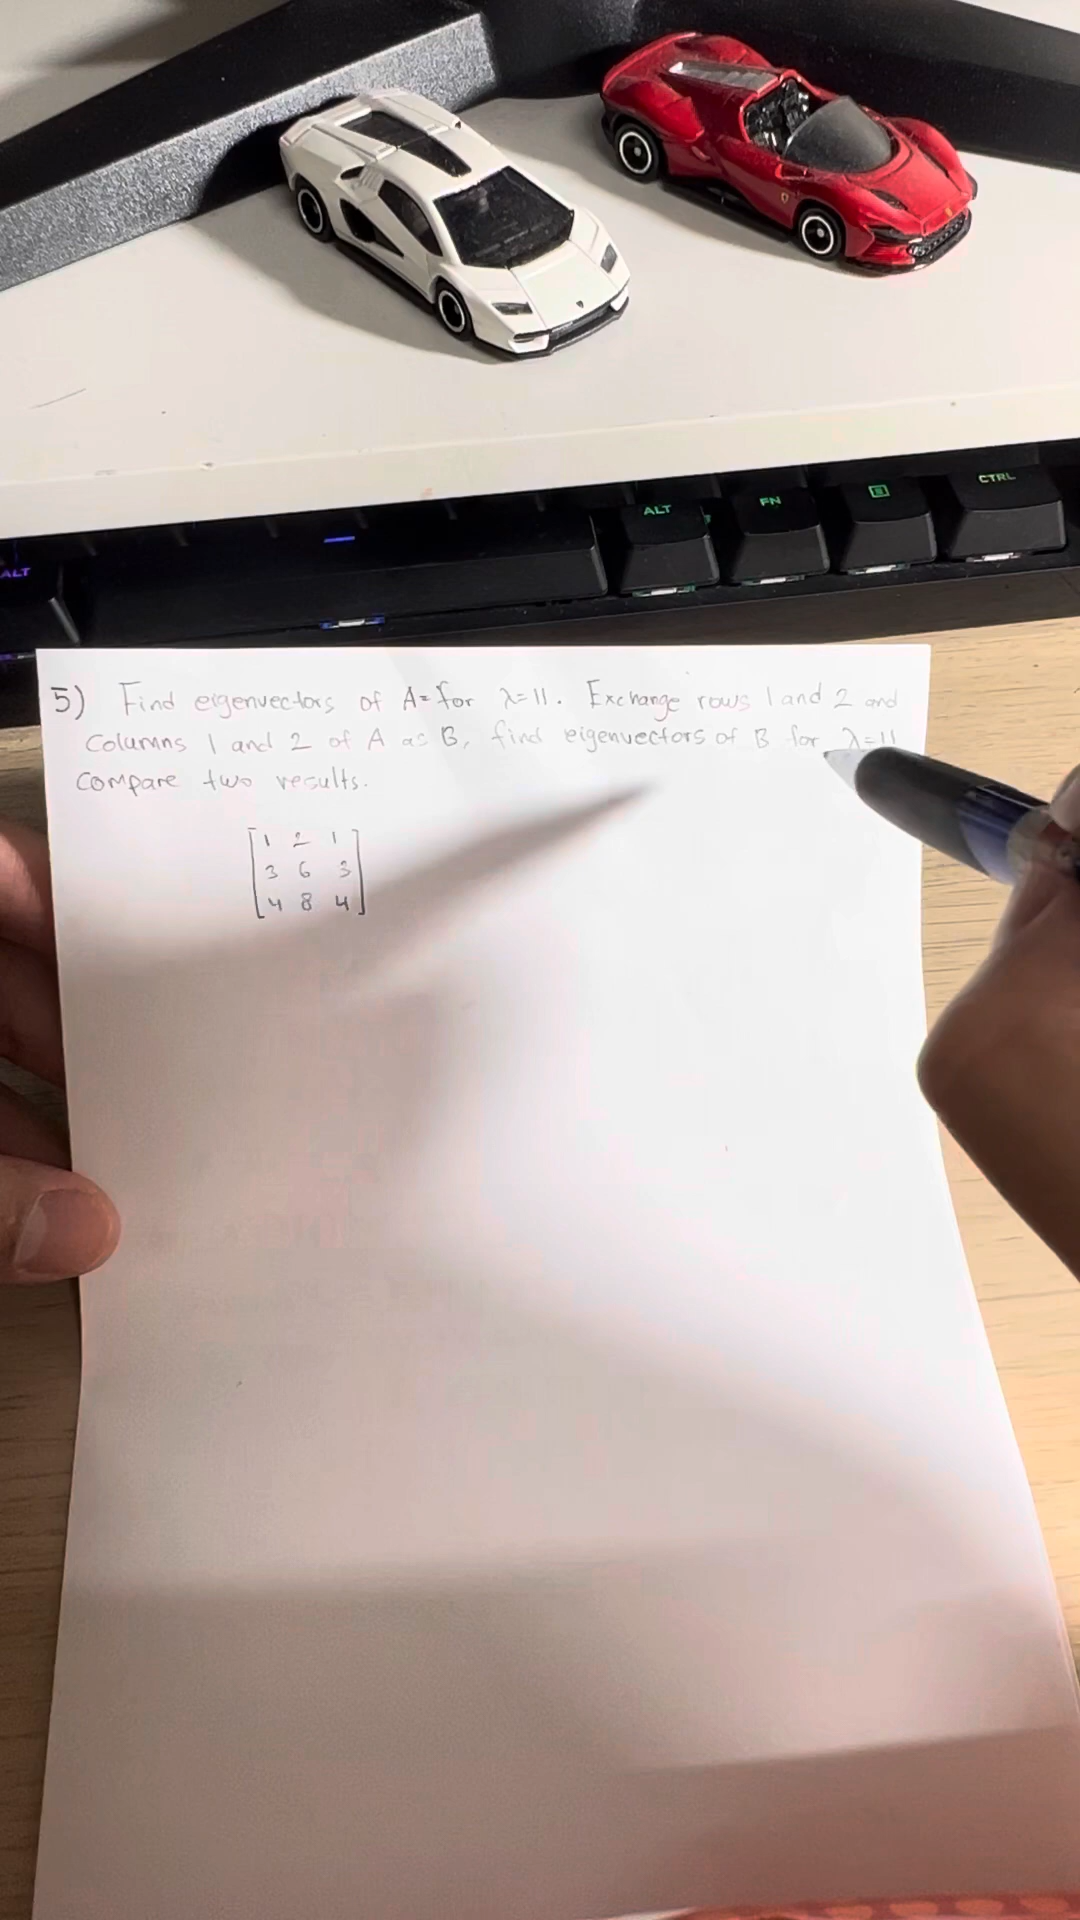 ALT
FN
CTRL
ALT
5) Find eigenvectors of A= for λ=11. Exchange rows 1 and 2 and
Columns 1 and 2 of A as B, find eigenvectors of B for λ=11
Compare two results.
1 2 1
3 6 3
4 8 4